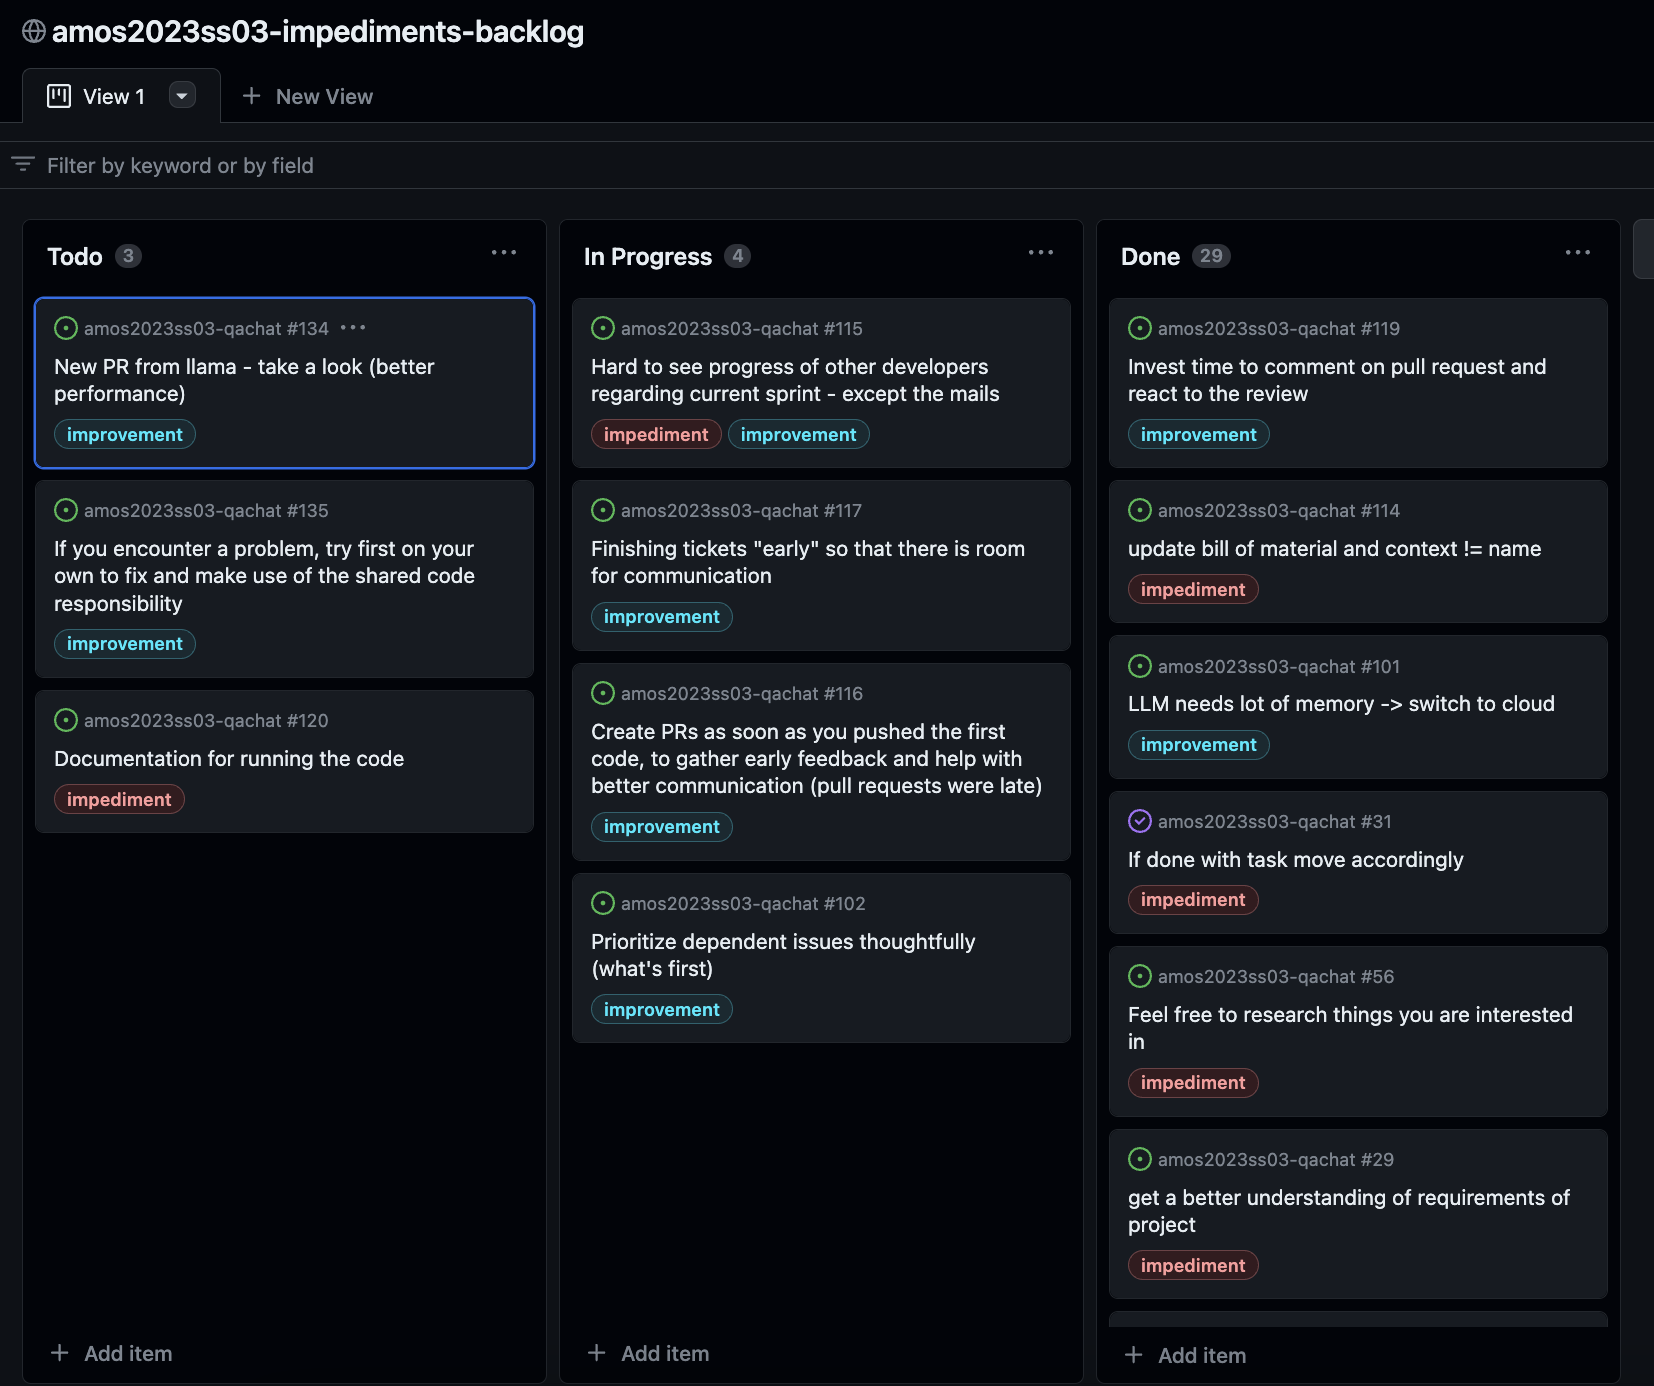 amos2023ss03-impediments-backlog
View 1
New View
Filter by keyword or by field
Todo 3
amos2023ss03-qachat #134
New PR from llama - take a look (better
performance)
improvement
amos2023ss03-qachat #135
If you encounter a problem, try first on your
own to fix and make use of the shared code
responsibility
improvement
amos2023ss03-qachat #120
Documentation for running the code
impediment
Add item
In Progress 4
amos2023ss03-qachat #115
Hard to see progress of other developers
regarding current sprint - except the mails
impediment improvement
amos2023ss03-qachat #117
Finishing tickets "early" so that there is room
for communication
improvement
amos2023ss03-qachat #116
Create PRs as soon as you pushed the first
code, to gather early feedback and help with
better communication (pull requests were late)
improvement
amos2023ss03-qachat #102
Prioritize dependent issues thoughtfully
(what's first)
improvement
Add item
Done 29
amos2023ss03-qachat #119
Invest time to comment on pull request and
react to the review
improvement
amos2023ss03-qachat #114
update bill of material and context != name
impediment
amos2023ss03-qachat #101
LLM needs lot of memory -> switch to cloud
improvement
amos2023ss03-qachat #31
If done with task move accordingly
impediment
amos2023ss03-qachat #56
Feel free to research things you are interested
in
impediment
amos2023ss03-qachat #29
get a better understanding of requirements of
project
impediment
Add item